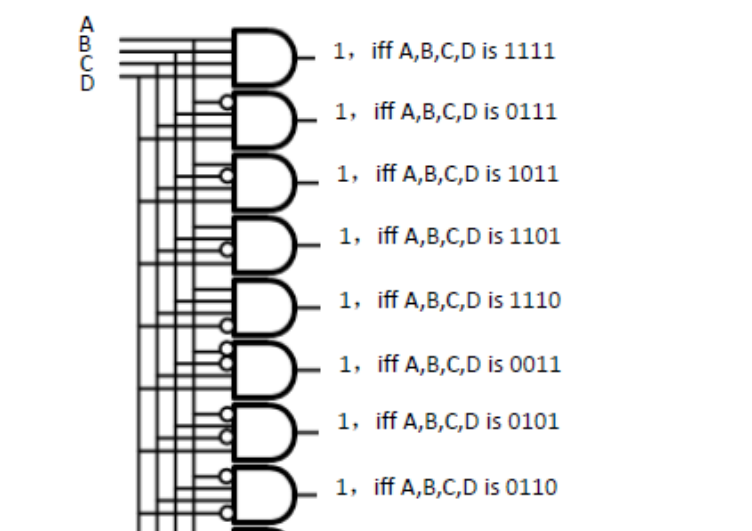 A
B
C
D
1， iff A,B,C,D is 1111
1， iff A,B,C,D is 0111
1， iff A,B,C,D is 1011
1， iff A,B,C,D is 1101
1， iff A,B,C,D is 1110
1， iff A,B,C,D is 0011
1， iff A,B,C,D is 0101
1， iff A,B,C,D is 0110